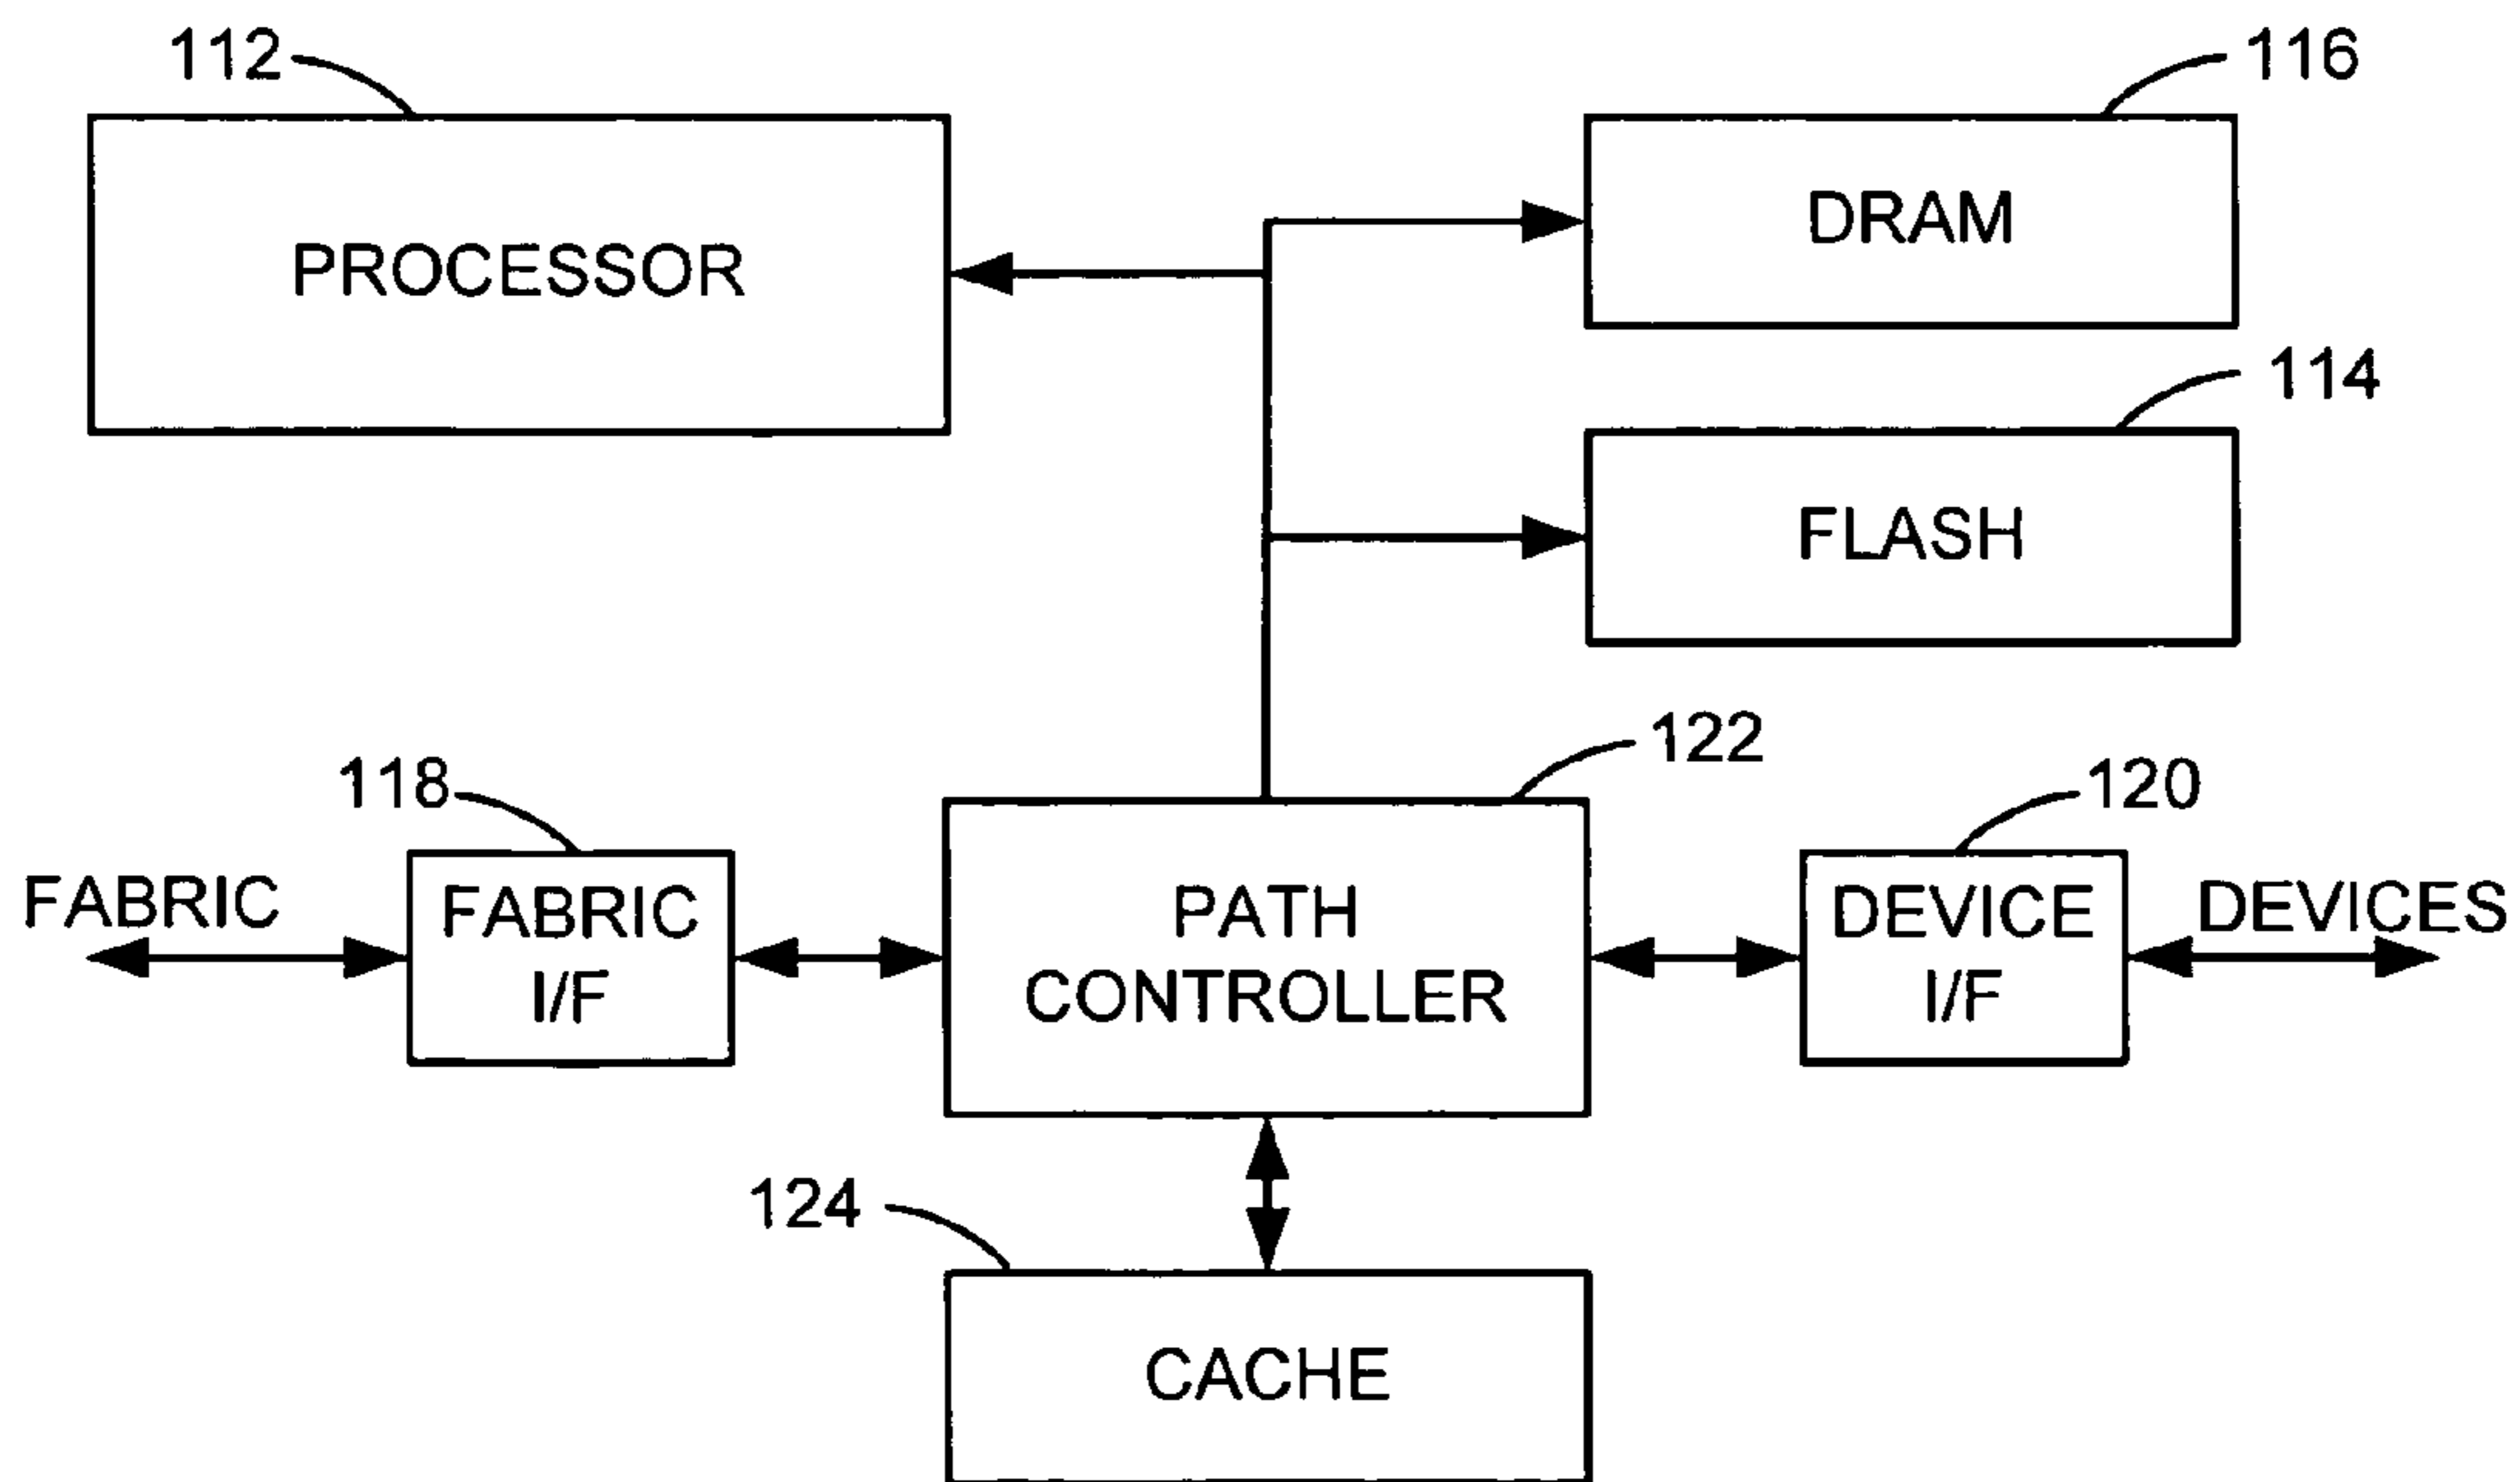 112
116
PROCESSOR
DRAM
114
FLASH
122
118
120
FABRIC
FABRIC
I/F
PATH
CONTROLLER
DEVICE
I/F
DEVICES
124
CACHE